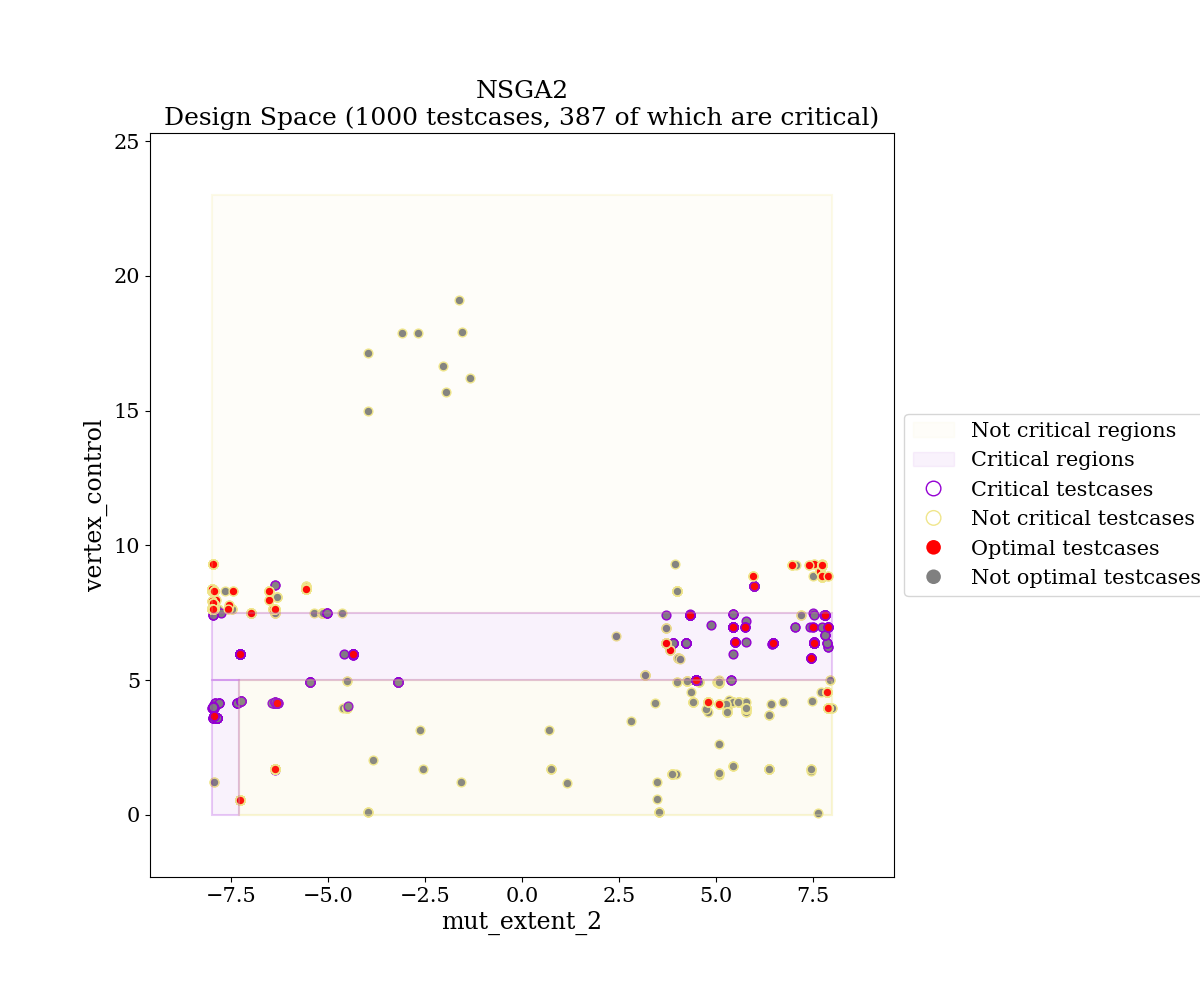 NSGA2
Design Space (1000 testcases, 387 of which are critical)
25
20
15
10
5
0
vertex_control
−7.5
−5.0
−2.5
0.0
2.5
5.0
7.5
mut_extent_2
Not critical regions
Critical regions
Critical testcases
Not critical testcases
Optimal testcases
Not optimal testcases